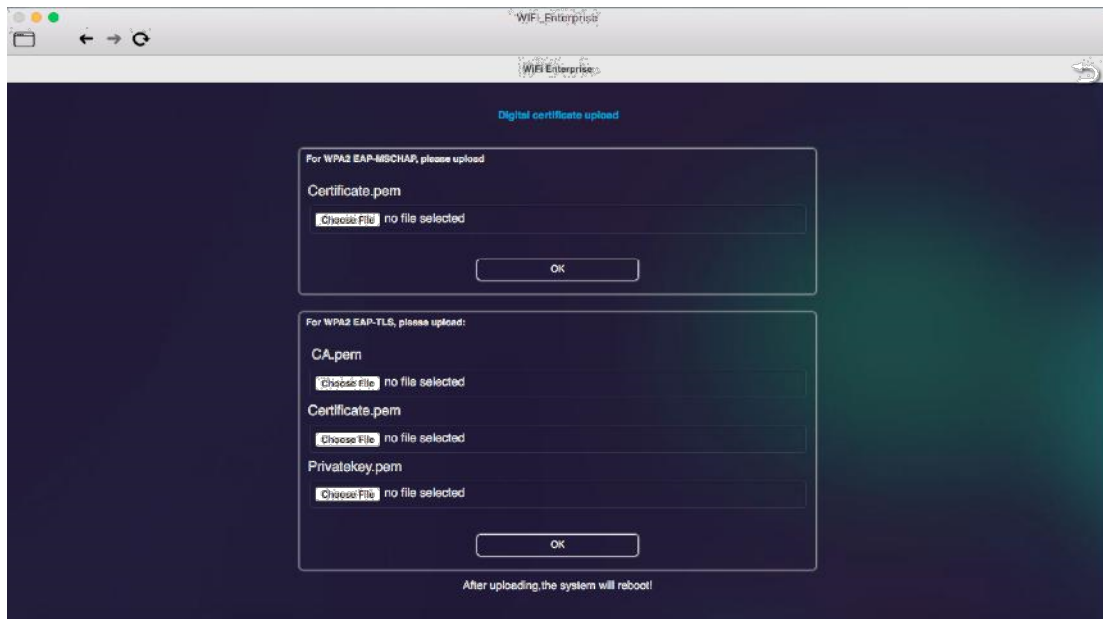 WiFi_Enterprise
WiFi Enterprise
Digital certificate upload
For WPA2 EAP-MSCHAP, please upload
Certificate.pem
Choose File no file selected
OK
For WPA2 EAP-TLS, please upload:
CA.pem
Choose File no file selected
Certificate.pem
Choose File no file selected
Privatekey.pem
Choose File no file selected
OK
After uploading,the system will reboot!